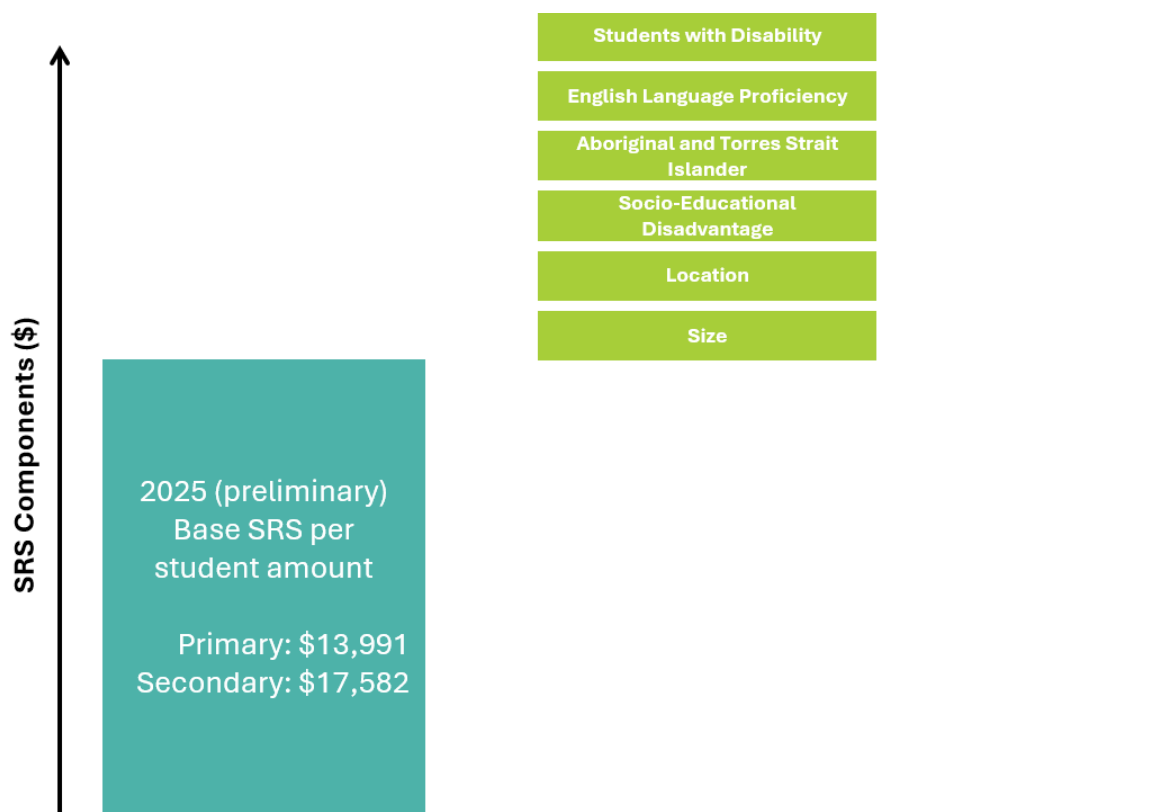 Students with Disability
English Language Proficiency
Aboriginal and Torres Strait
Islander
Socio-Educational
Disadvantage
Location
Size
SRS Components ($)
2025 (preliminary)
Base SRS per
student amount
Primary: $13,991
Secondary: $17,582